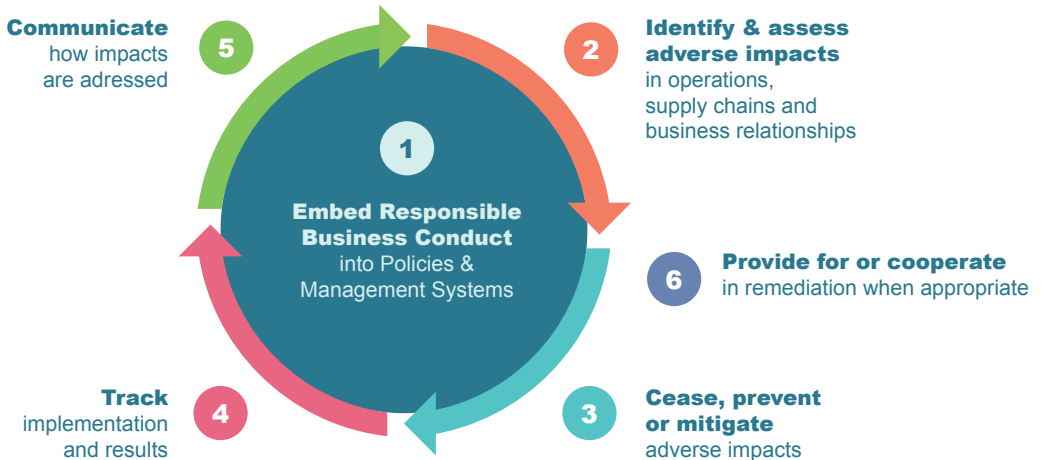 1
Embed Responsible
Business Conduct
into Policies &
Management Systems
2
Identify & assess
adverse impacts
in operations,
supply chains and
business relationships
3
Cease, prevent
or mitigate
adverse impacts
4
Track
implementation
and results
5
Communicate
how impacts
are adressed
6
Provide for or cooperate
in remediation when appropriate